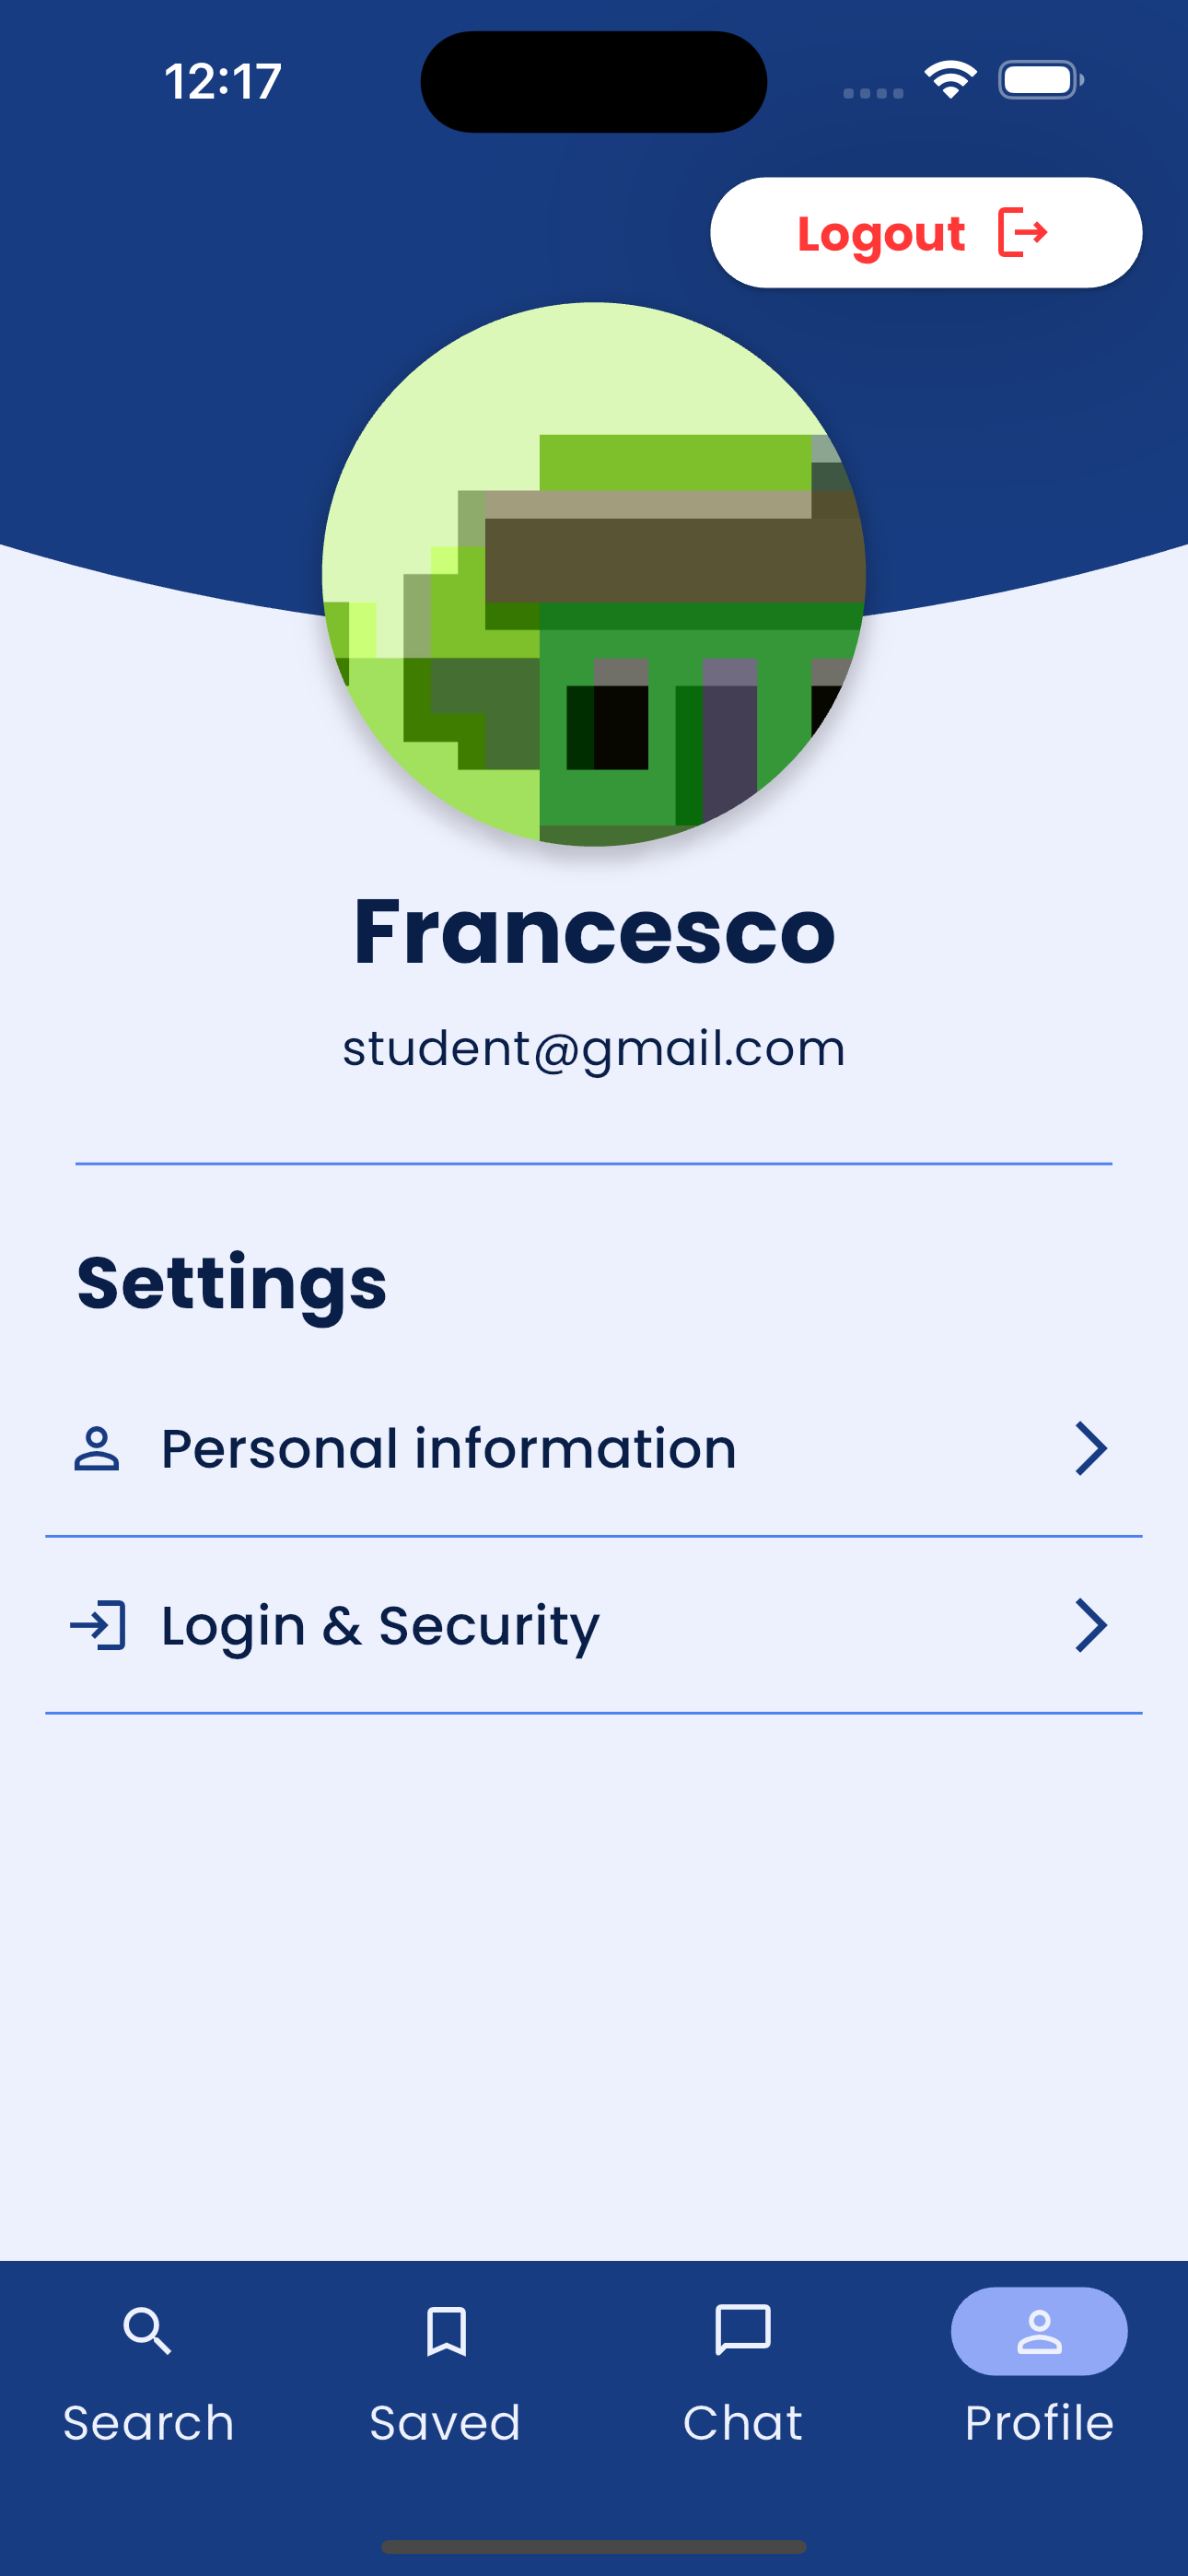 12:17
Logout
Francesco
student@gmail.com
Settings
Personal information
Login & Security
Search Saved Chat Profile